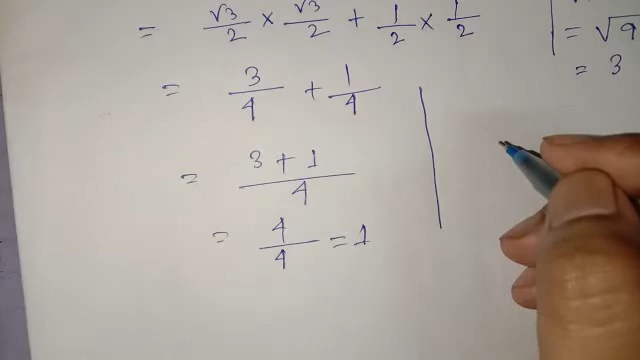 = √3/2 × √3/2 + 1/2 × 1/2
= 3/4 + 1/4
= 3 + 1/4
= 4/4 = 1
= √9
= 3